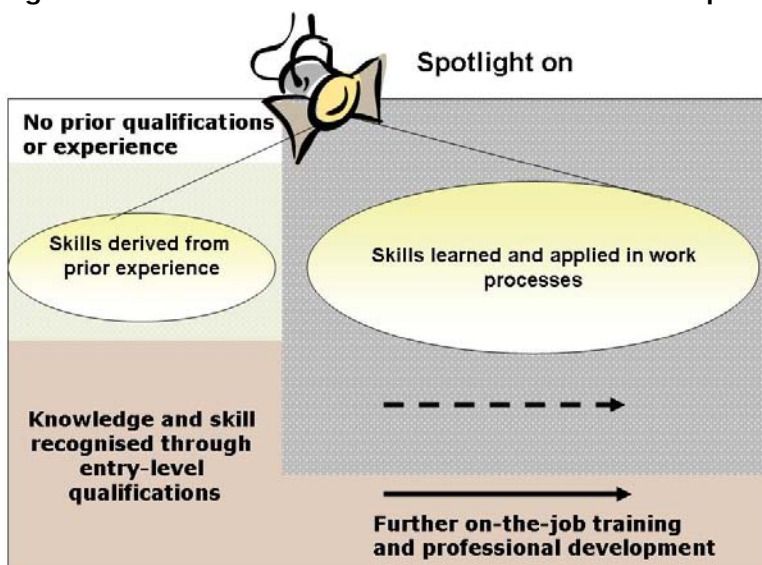 Spotlight on
No prior qualifications
or experience
Skills derived from
prior experience
Skills learned and applied in work
processes
Knowledge and skill
recognised through
entry-level
qualifications
Further on-the-job training
and professional development